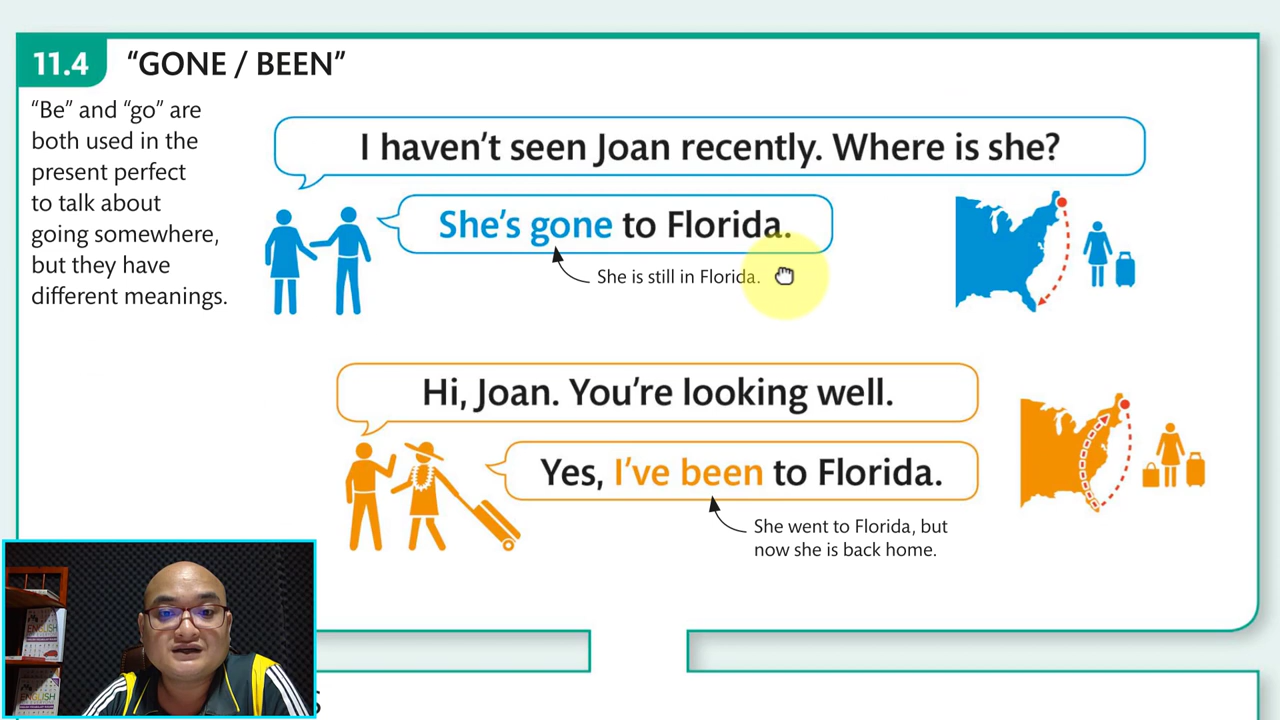 11.4 “GONE / BEEN”
“Be” and “go” are
both used in the
present perfect
to talk about
going somewhere,
but they have
different meanings.
I haven’t seen Joan recently. Where is she?
She’s gone to Florida.
She is still in Florida.
Hi, Joan. You’re looking well.
Yes, I’ve been to Florida.
She went to Florida, but
now she is back home.
ENGLISH
ENGLISH